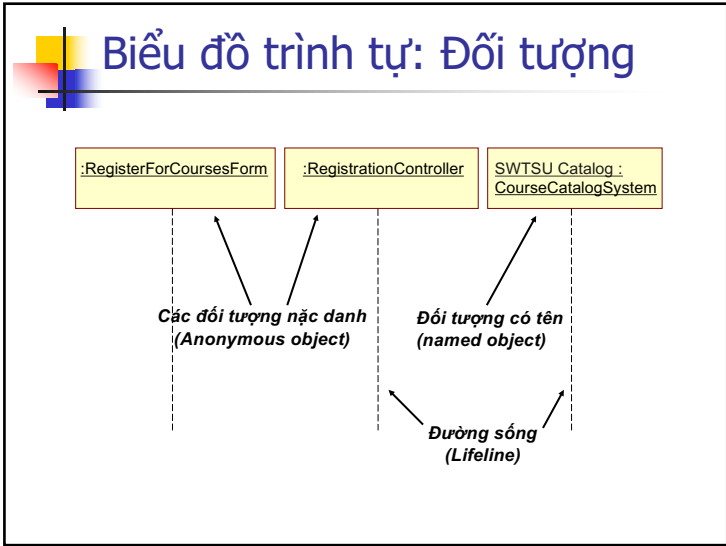 Biểu đồ trình tự: Đối tượng
:RegisterForCoursesForm
:RegistrationController
SWTSU Catalog :
CourseCatalogSystem
Các đối tượng nặc danh
(Anonymous object)
Đối tượng có tên
(named object)
Đường sống
(Lifeline)